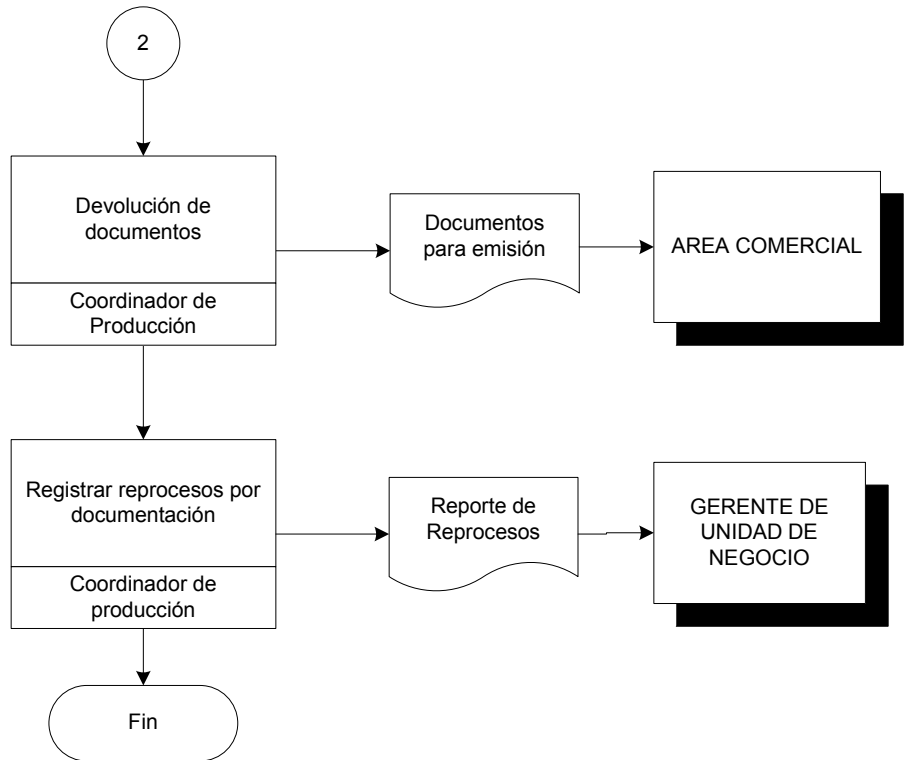 2
Devolución de
documentos
Coordinador de
Producción
Documentos
para emisión
AREA COMERCIAL
Registrar reprocesos por
documentación
Coordinador de
producción
Reporte de
Reprocesos
GERENTE DE
UNIDAD DE
NEGOCIO
Fin